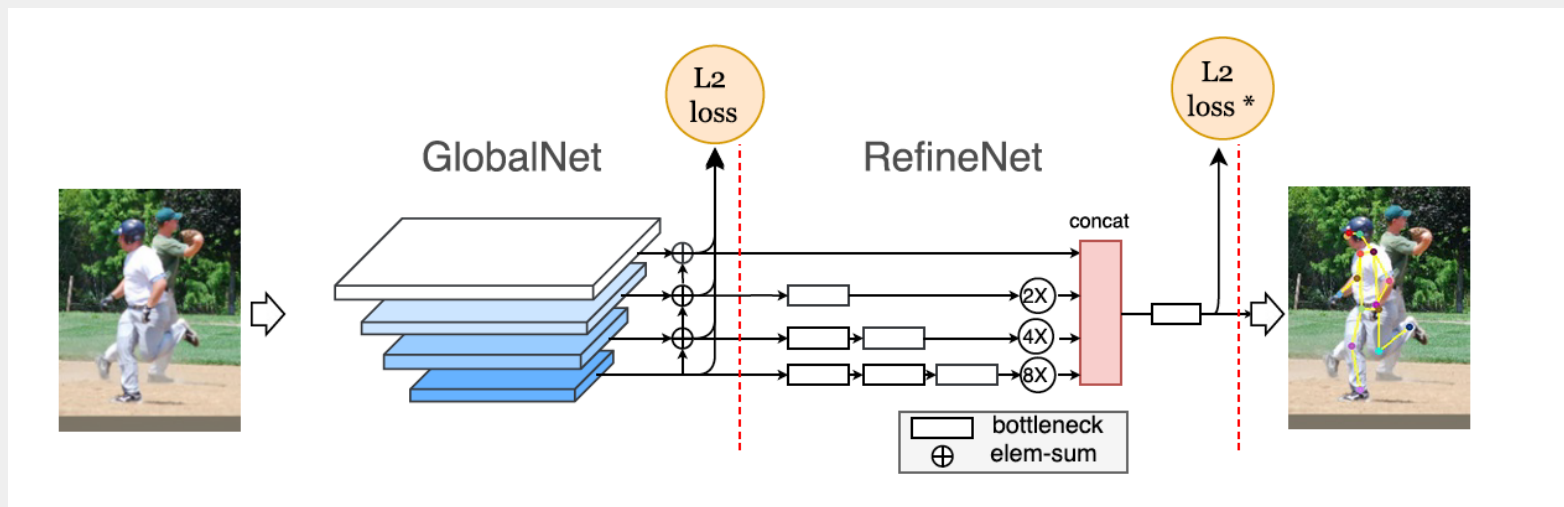 L2
loss
L2
loss *
GlobalNet
RefineNet
concat
2X
4X
8X
bottleneck
elem-sum